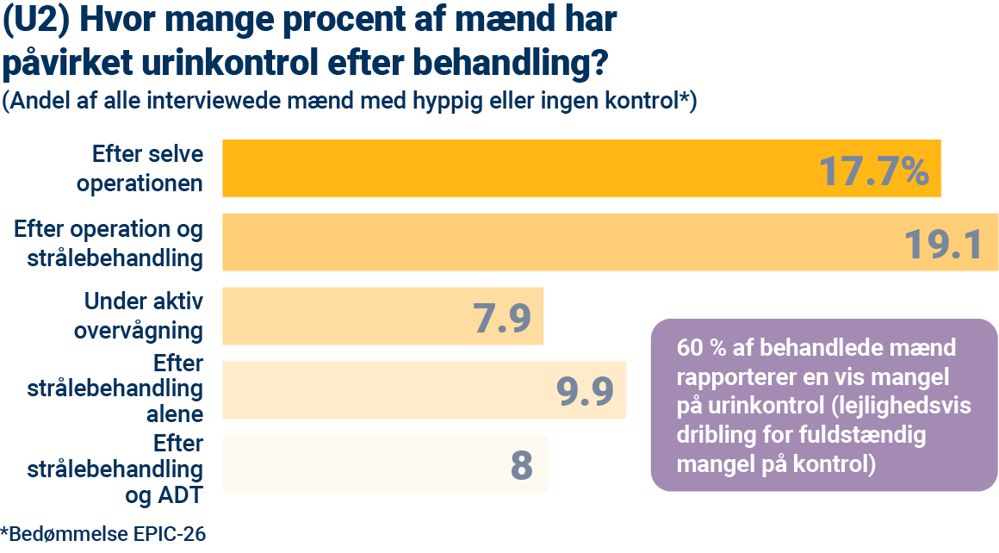 (U2) Hvor mange procent af mænd har
påvirket urinkontrol efter behandling?
(Andel af alle interviewede mænd med hyppig eller ingen kontrol*)
Efter selve
operationen
17.7%
Efter operation og
strålebehandling
19.1
Under aktiv
overvågning
7.9
Efter
strålebehandling
alene
9.9
Efter
strålebehandling
og ADT
8
60 % af behandlede mænd
rapporterer en vis mangel
på urinkontrol (lejlighedsvis
dribling for fuldstændig
mangel på kontrol)
*Bedømmelse EPIC-26